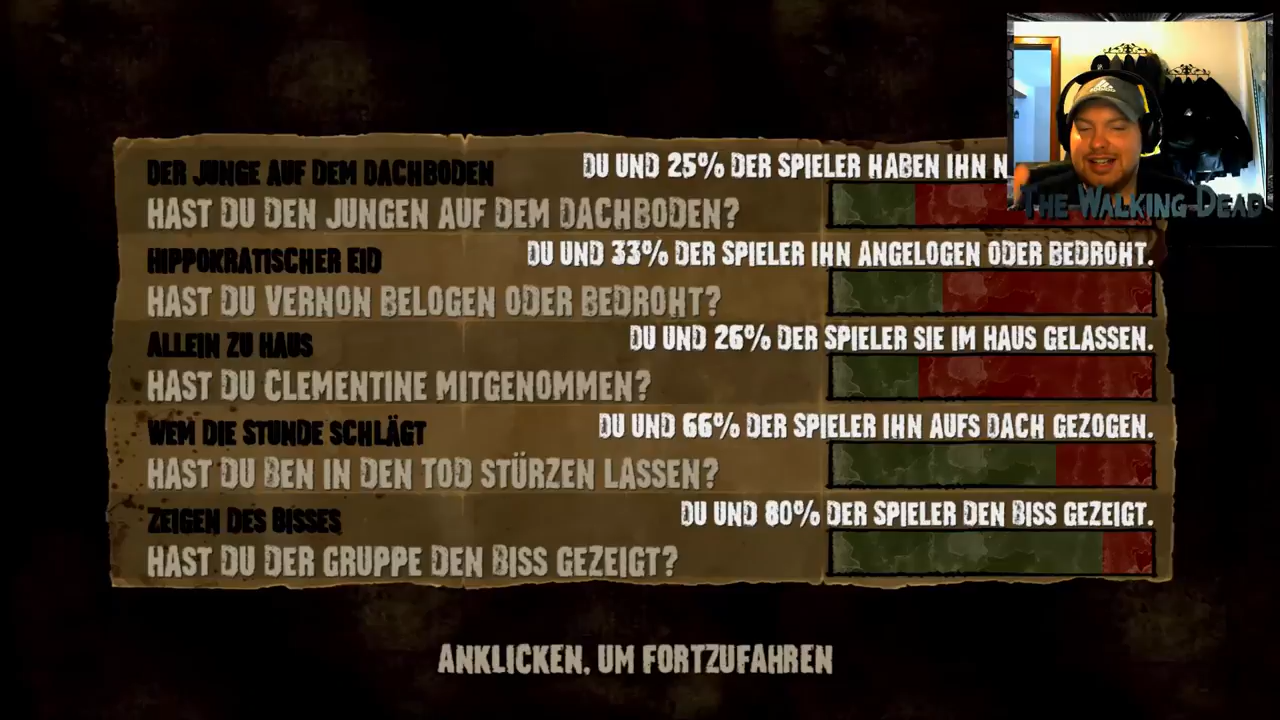 DER JUNGE AUF DEM DACHBODEN
DU UND 25% DER SPIELER HABEN IHN
HAST DU DEN JUNGEN AUF DEM DACHBODEN?
THE WALKING DEAD
HIPPOKRATISCHER EID
DU UND 33% DER SPIELER IHN ANGELOGEN ODER BEDROHT.
HAST DU VERNON BELOGEN ODER BEDROHT?
ALLEIN ZU HAUS
DU UND 26% DER SPIELER SIE IM HAUS GELASSEN.
HAST DU CLEMENTINE MITGENOMMEN?
WEM DIE STUNDE SCHLÄGT
DU UND 66% DER SPIELER IHN AUFS DACH GEZOGEN.
HAST DU BEN IN DEN TOD STÜRZEN LASSEN?
ZEIGEN DES BISSES
DU UND 80% DER SPIELER DEN BISS GEZEIGT.
HAST DU DER GRUPPE DEN BISS GEZEIGT?
ANKLICKEN, UM FORTZUFAHREN